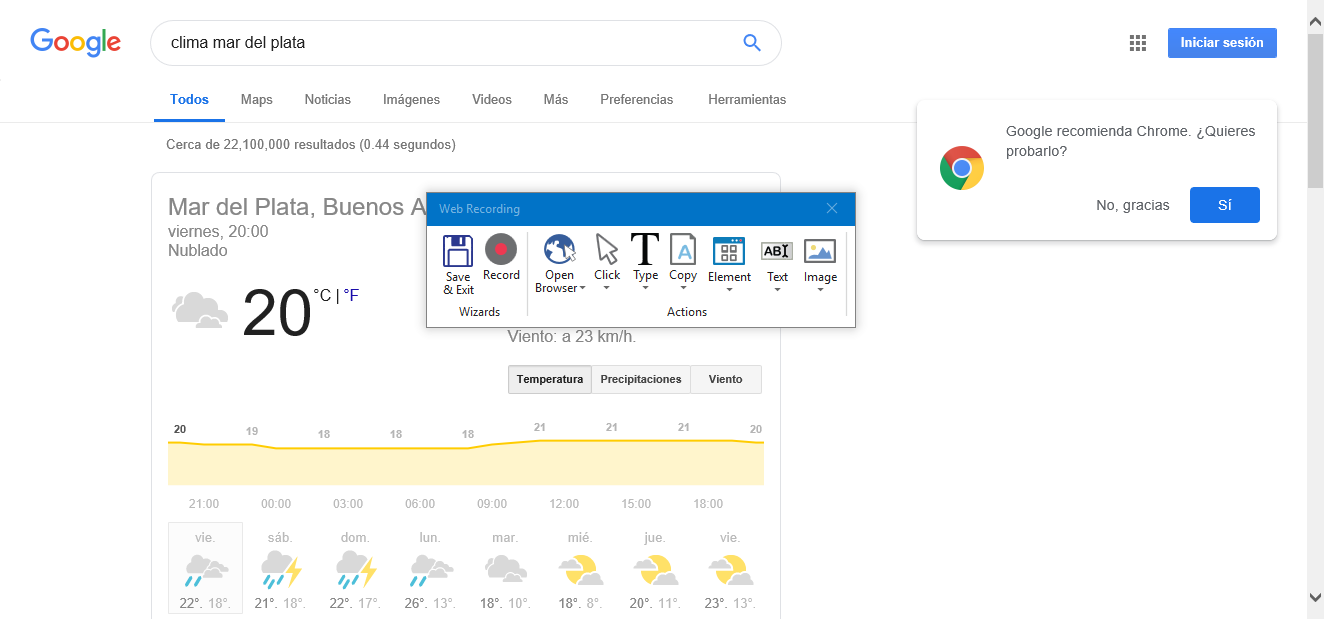 Google
clima mar del plata
Iniciar sesión
Todos Maps Noticias Imágenes Videos Más Preferencias Herramientas
Cerca de 22,100,000 resultados (0.44 segundos)
Google recomienda Chrome. ¿Quieres
probarlo?
No, gracias Sí
Mar del Plata, Buenos A
viernes, 20:00
Nublado
20 °C | °F
Web Recording
Save
& Exit
Record
Wizards
Open
Browser
Click
T
Type
A
Copy
Element
AB
Text
Image
Actions
Viento: a 23 km/h.
Temperatura Precipitaciones Viento
20 19 18 18 18 21 21 21 20
21:00 00:00 03:00 06:00 09:00 12:00 15:00 18:00
vie. sáb. dom. lun. mar. mié. jue. vie.
22°. 18°. 21°. 18°. 22°. 17°. 26°. 13°. 18°. 10°. 18°. 8°. 20°. 11°. 23°. 13°.